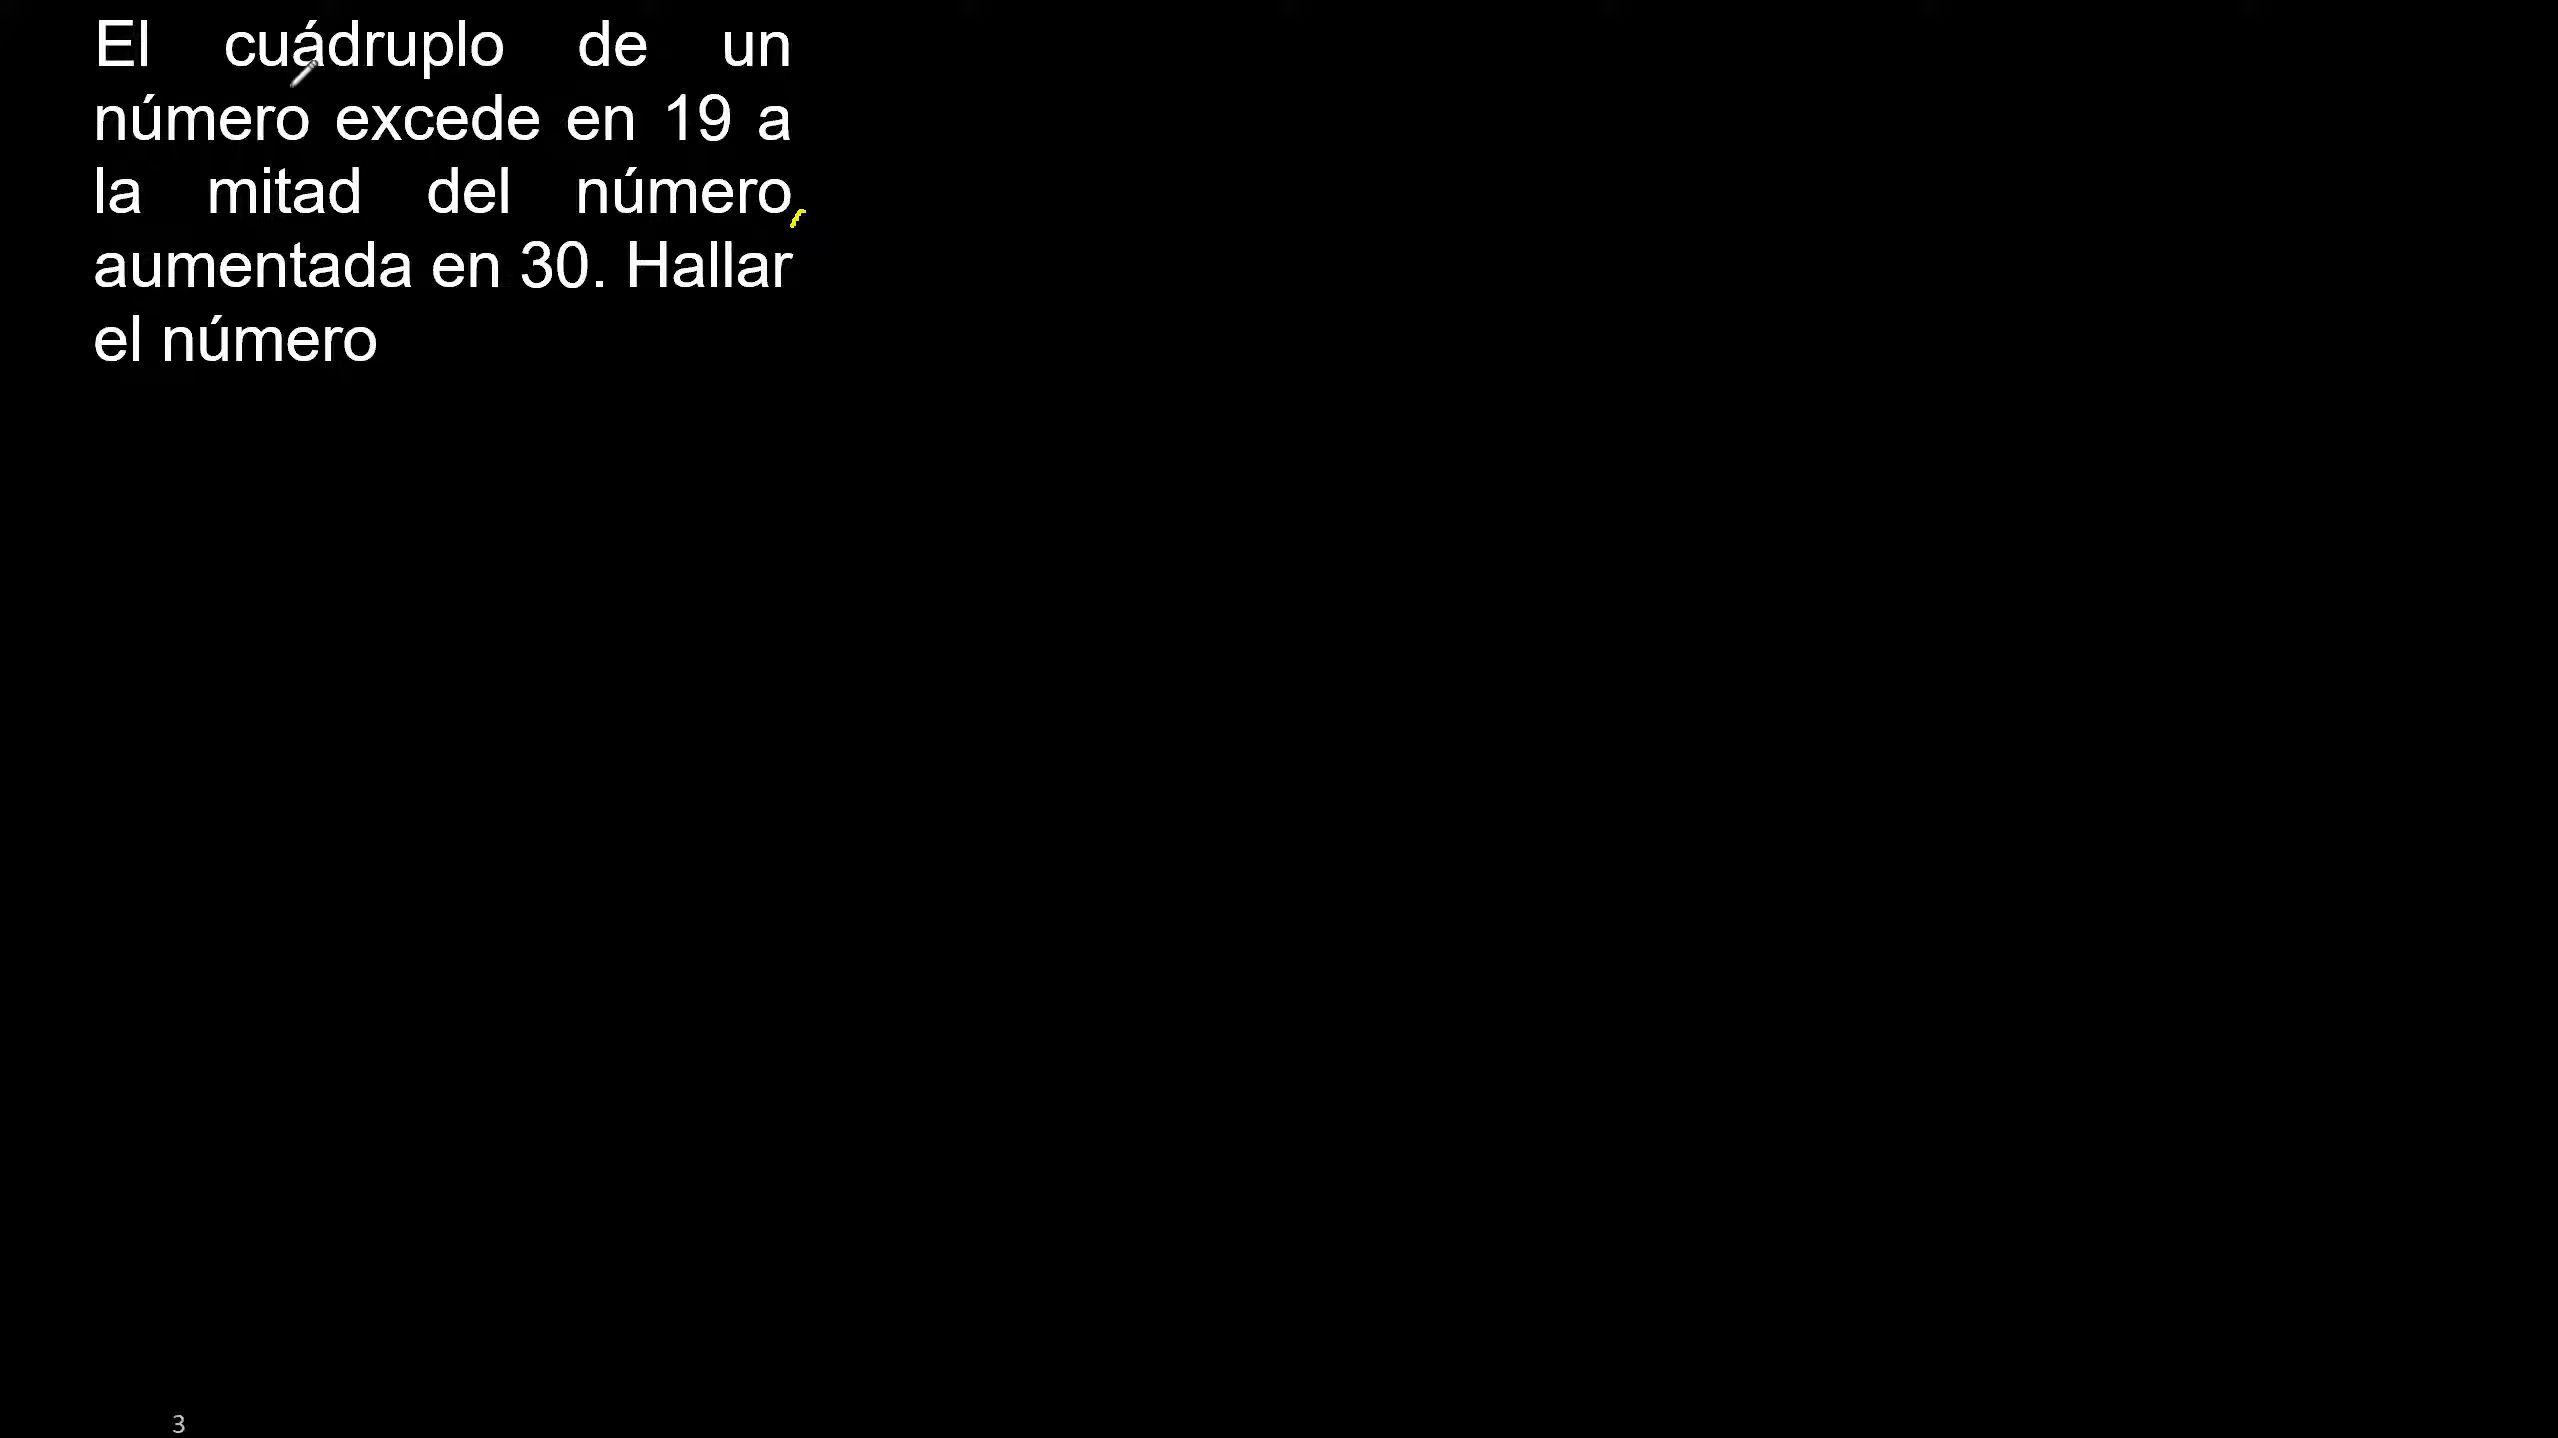 El cuádruplo de un
número excede en 19 a
la mitad del número,
aumentada en 30. Hallar
el número
3